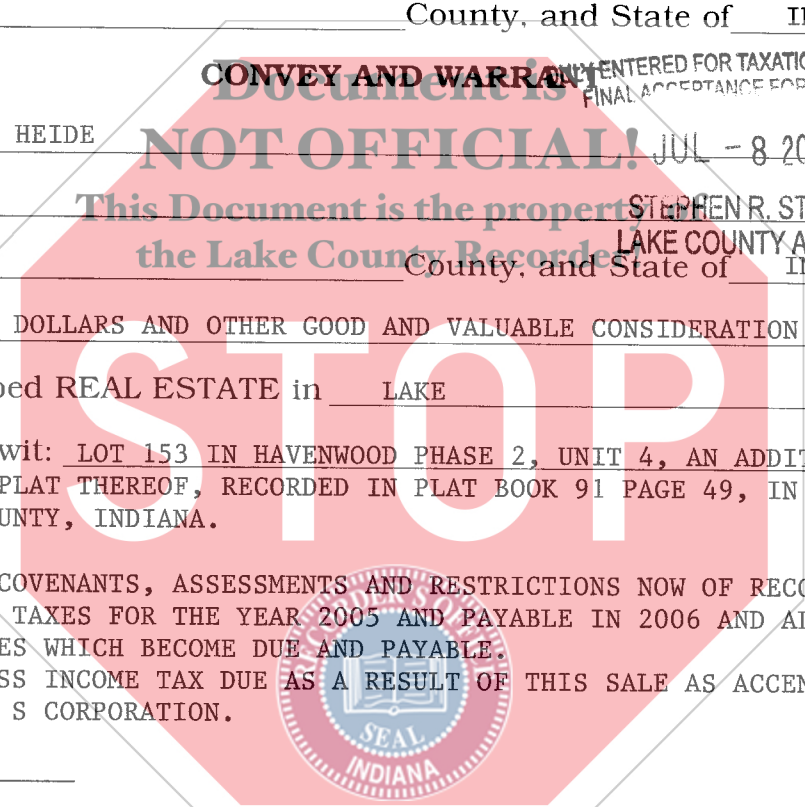 County, and State of
CONVEY AND WARRANT
ENTERED FOR TAXATIO
FINAL ACCEPTANCE FOR
Document is
HEIDE
NOT OFFICIAL!
JUL - 8 20
This Document is the property of
STEPHEN R. ST
the Lake County Recorder!
LAKE COUNTY A
County, and State of IN
DOLLARS AND OTHER GOOD AND VALUABLE CONSIDERATION
STOP
bed REAL ESTATE in LAKE
wit: LOT 153 IN HAVENWOOD PHASE 2, UNIT 4, AN ADDIT
PLAT THEREOF, RECORDED IN PLAT BOOK 91 PAGE 49, IN
UNTY, INDIANA.
COVENANTS, ASSESSMENTS AND RESTRICTIONS NOW OF RECO
TAXES FOR THE YEAR 2005 AND PAYABLE IN 2006 AND AL
ES WHICH BECOME DUE AND PAYABLE.
SS INCOME TAX DUE AS A RESULT OF THIS SALE AS ACCEN
S CORPORATION.
RECORDER'S OFFICE
SEAL
INDIANA